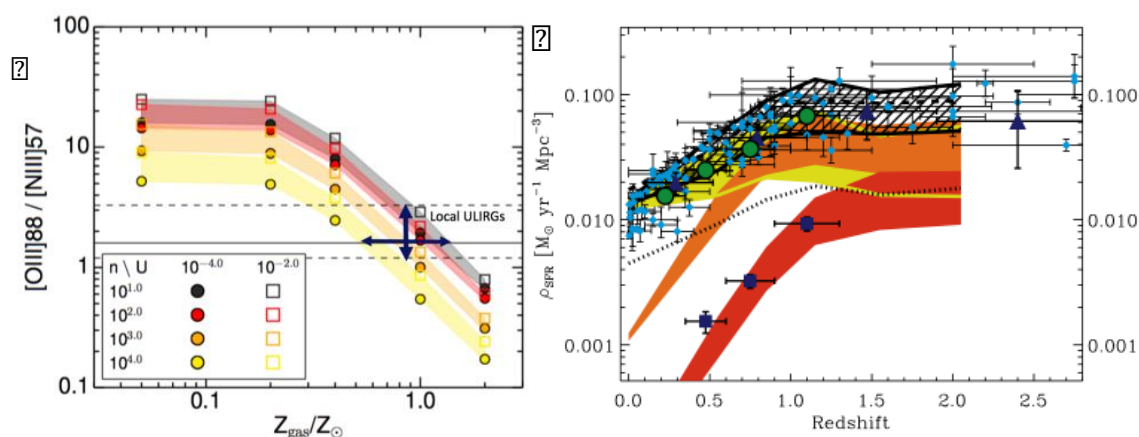 100
10
1
0.1
[OIII]88 / [NIII]57
Local ULIRGs
n \ U 10^-4.0 10^-2.0
10^1.0
10^2.0
10^3.0
10^4.0
0.1 1.0
Z_gas/Z_⊙
0.100
0.010
0.001
ρ_SFR [M_⊙ yr^-1 Mpc^-3]
0.100
0.010
0.001
0.0 0.5 1.0 1.5 2.0 2.5
Redshift